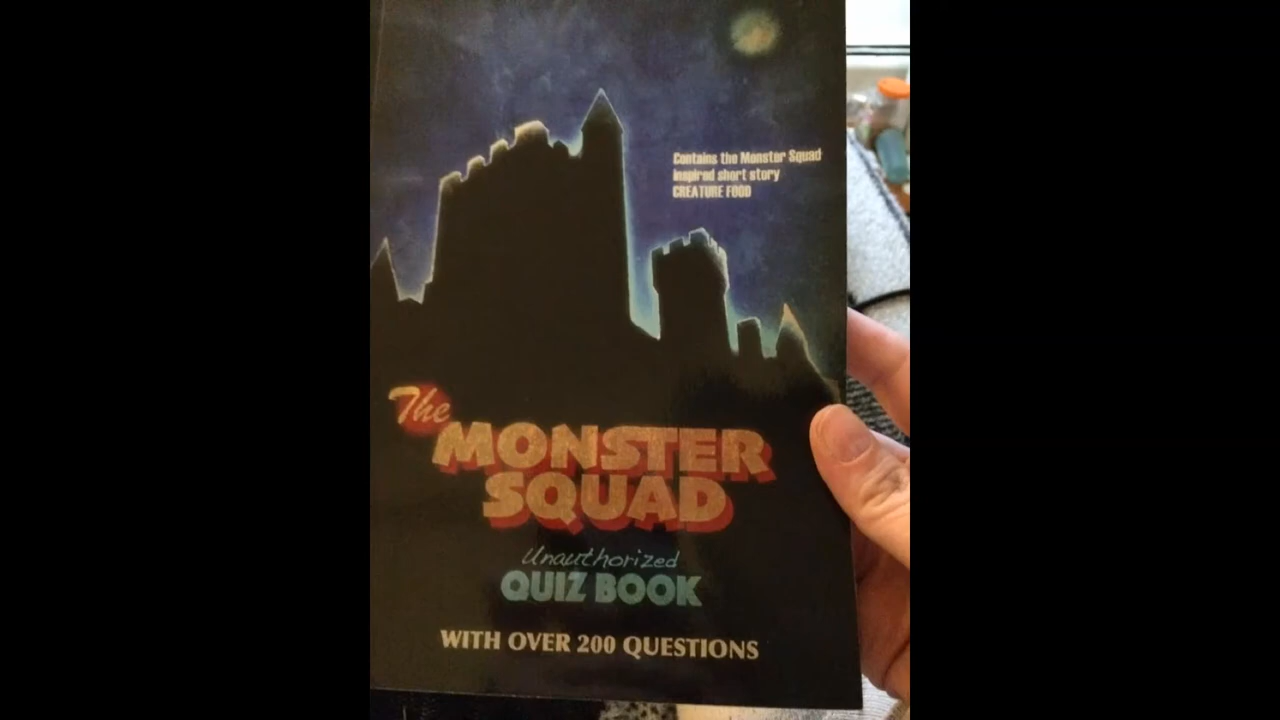 Contains the Monster Squad
inspired short story
CREATURE FOOD
The
MONSTER
SQUAD
Unauthorized
QUIZ BOOK
WITH OVER 200 QUESTIONS